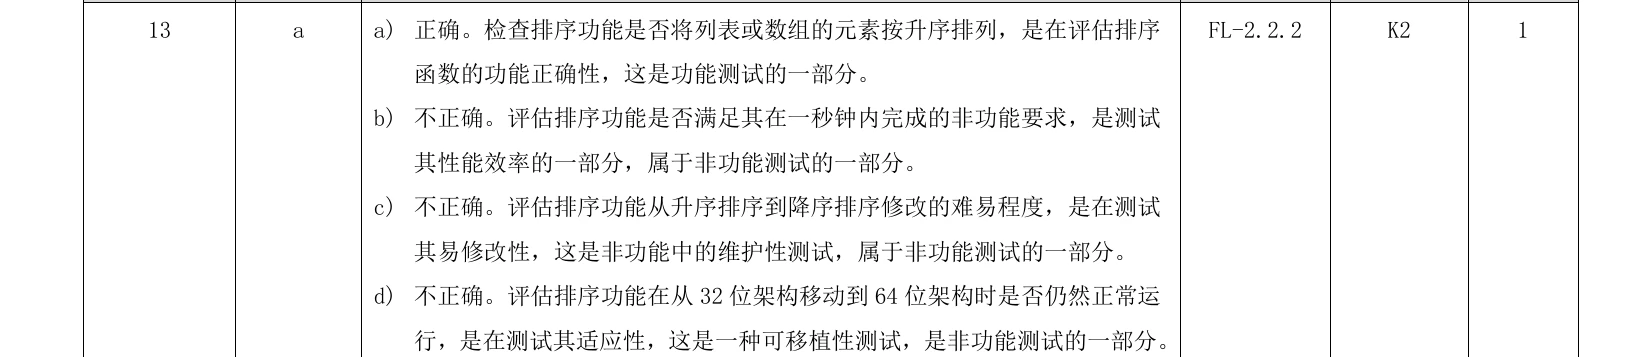 13 a a) 正确。检查排序功能是否将列表或数组的元素按升序排列，是在评估排序 FL-2.2.2 K2 1
函数的功能正确性，这是功能测试的一部分。
b) 不正确。评估排序功能是否满足其在一秒钟内完成的非功能要求，是测试
其性能效率的一部分，属于非功能测试的一部分。
c) 不正确。评估排序功能从升序排序到降序排序修改的难易程度，是在测试
其易修改性，这是非功能中的维护性测试，属于非功能测试的一部分。
d) 不正确。评估排序功能在从 32 位架构移动到 64 位架构时是否仍然正常运
行，是在测试其适应性，这是一种可移植性测试，是非功能测试的一部分。